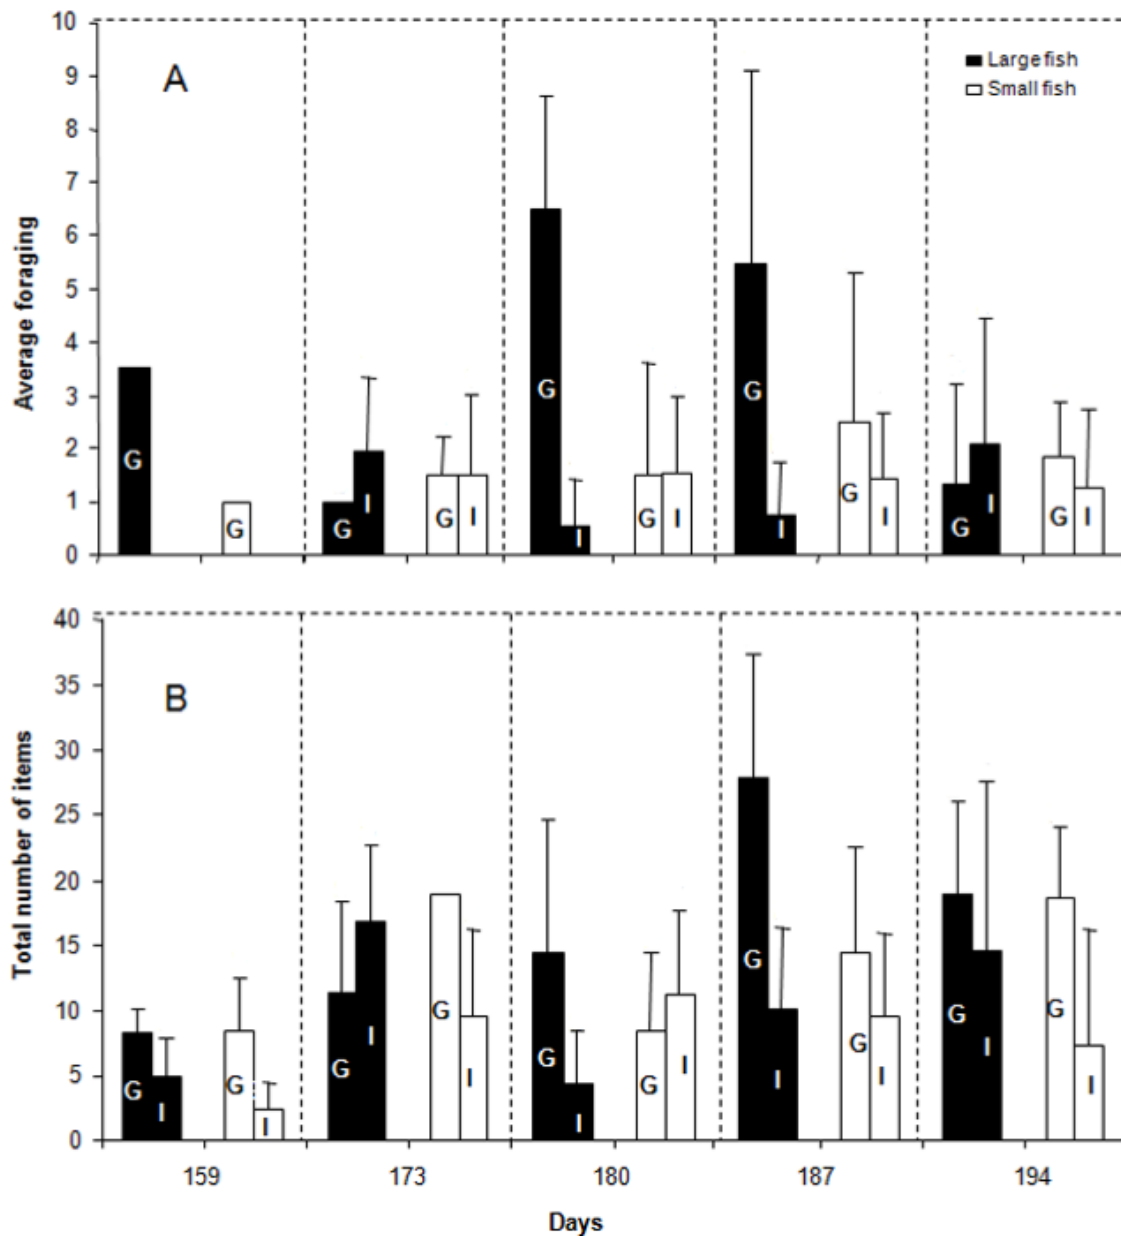 10
A
Large fish
9
Small fish
8
7
6
Average foraging
5
4
3
2
1
0
G
G
G
I
G
I
G
I
G
I
G
I
G
I
G
I
G
I
40
35
B
30
25
Total number of items
20
15
10
5
0
G
I
G
I
G
I
G
I
G
I
G
I
G
I
G
I
G
I
G
I
159
173
180
187
194
Days